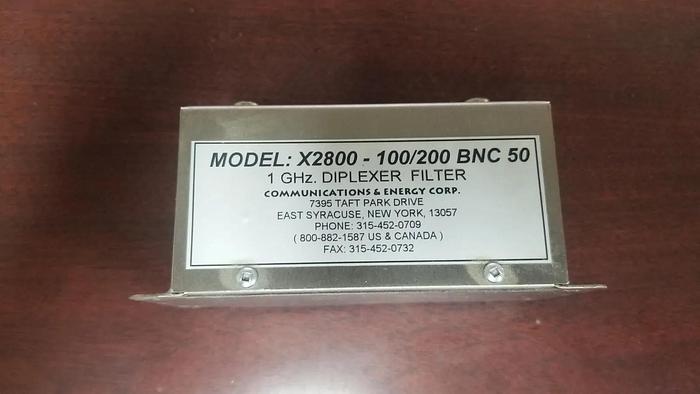 MODEL: X2800 - 100/200 BNC 50
1 GHz. DIPLEXER FILTER
COMMUNICATIONS & ENERGY CORP.
7395 TAFT PARK DRIVE
EAST SYRACUSE, NEW YORK, 13057
PHONE: 315-452-0709
( 800-882-1587 US & CANADA )
FAX: 315-452-0732